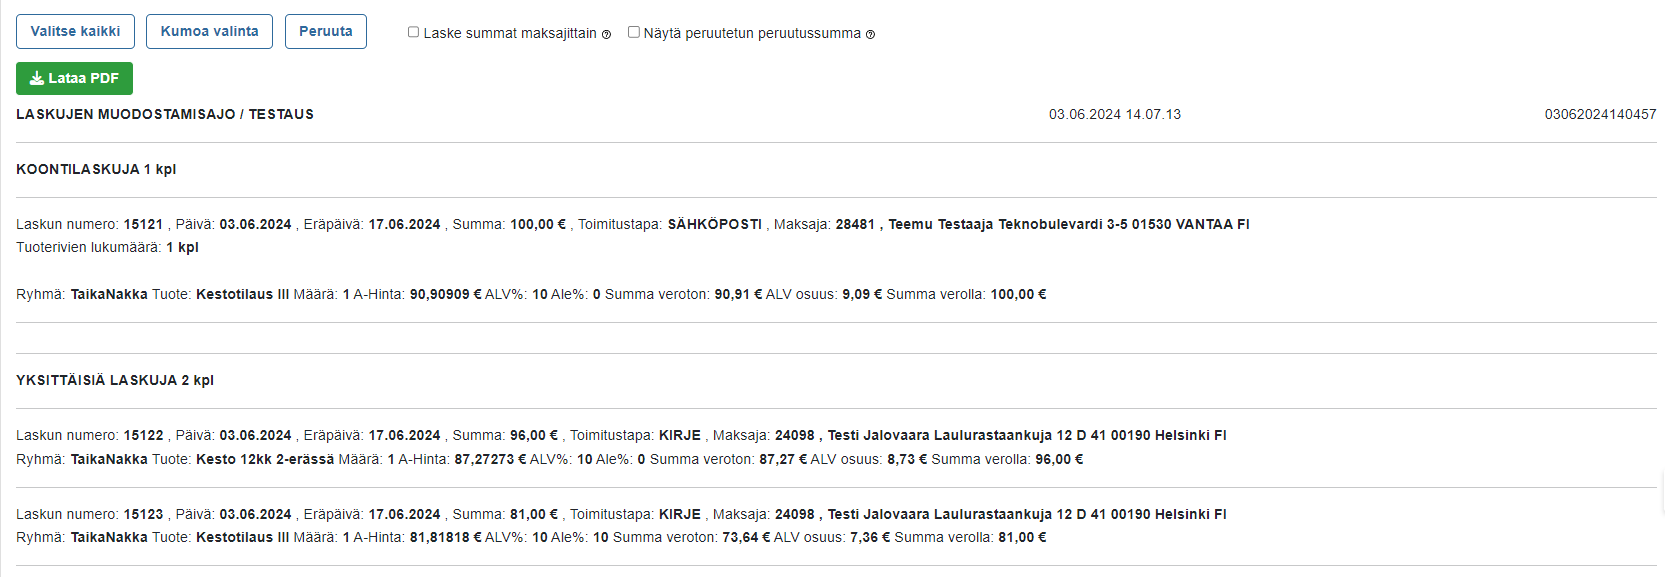 Valitse kaikki Kumoa valinta Peruuta Laske summat maksajittain Näytä peruutetun peruutussumma
Lataa PDF
LASKUJEN MUODOSTAMISAJO / TESTAUS 03.06.2024 14.07.13 03062024140457
KOONTILASKUJA 1 kpl
Laskun numero: 15121 , Päivä: 03.06.2024 , Eräpäivä: 17.06.2024 , Summa: 100,00 € , Toimitustapa: SÄHKÖPOSTI , Maksaja: 28481 , Teemu Testaaja Teknobulevardi 3-5 01530 VANTAA FI
Tuoterivien lukumäärä: 1 kpl
Ryhmä: TaikaNakka Tuote: Kestotilaus III Määrä: 1 A-Hinta: 90,90909 € ALV%: 10 Ale%: 0 Summa veroton: 90,91 € ALV osuus: 9,09 € Summa verolla: 100,00 €
YKSITTÄISIÄ LASKUJA 2 kpl
Laskun numero: 15122 , Päivä: 03.06.2024 , Eräpäivä: 17.06.2024 , Summa: 96,00 € , Toimitustapa: KIRJE , Maksaja: 24098 , Testi Jalovaara Laulurastaankuja 12 D 41 00190 Helsinki FI
Ryhmä: TaikaNakka Tuote: Kesto 12kk 2-erässä Määrä: 1 A-Hinta: 87,27273 € ALV%: 10 Ale%: 0 Summa veroton: 87,27 € ALV osuus: 8,73 € Summa verolla: 96,00 €
Laskun numero: 15123 , Päivä: 03.06.2024 , Eräpäivä: 17.06.2024 , Summa: 81,00 € , Toimitustapa: KIRJE , Maksaja: 24098 , Testi Jalovaara Laulurastaankuja 12 D 41 00190 Helsinki FI
Ryhmä: TaikaNakka Tuote: Kestotilaus III Määrä: 1 A-Hinta: 81,81818 € ALV%: 10 Ale%: 10 Summa veroton: 73,64 € ALV osuus: 7,36 € Summa verolla: 81,00 €